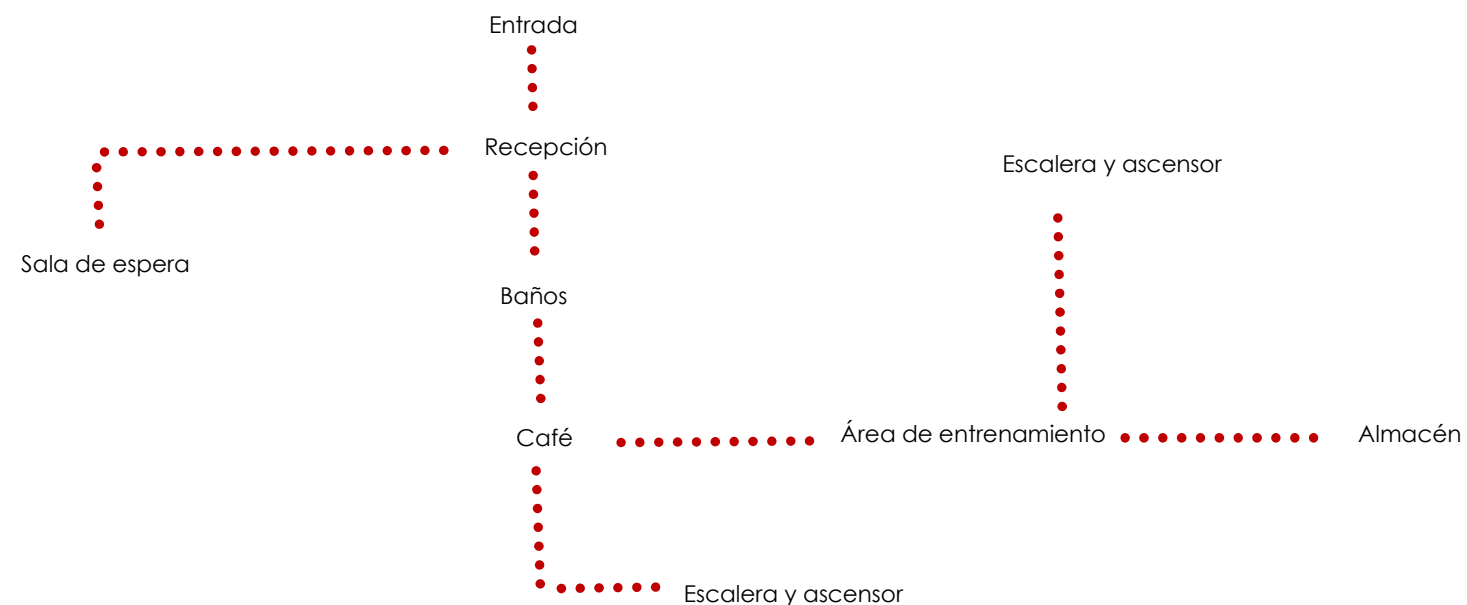 Entrada
Recepción
Escalera y ascensor
Sala de espera
Baños
Café
Área de entrenamiento
Almacén
Escalera y ascensor